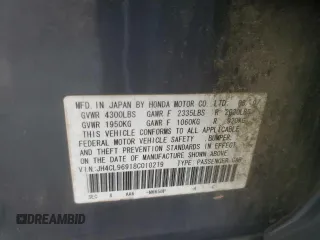 MFD. IN JAPAN BY HONDA MOTOR CO., LTD.
GVWR 4300LBS GAWR F 2335LBS R
GVWR 1950KG GAWR F 1060KG R
THIS VEHICLE CONFORMS TO ALL APPLICABLE
FEDERAL MOTOR VEHICLE SAFETY, BUMPER,
AND THEFT PREVENTION STANDARDS IN EFFECT
ON THE DATE OF MANUFACTURE SHOWN ABOVE.
V.I.N: JH4CL96918C010219 TYPE: PASSENGER CAR